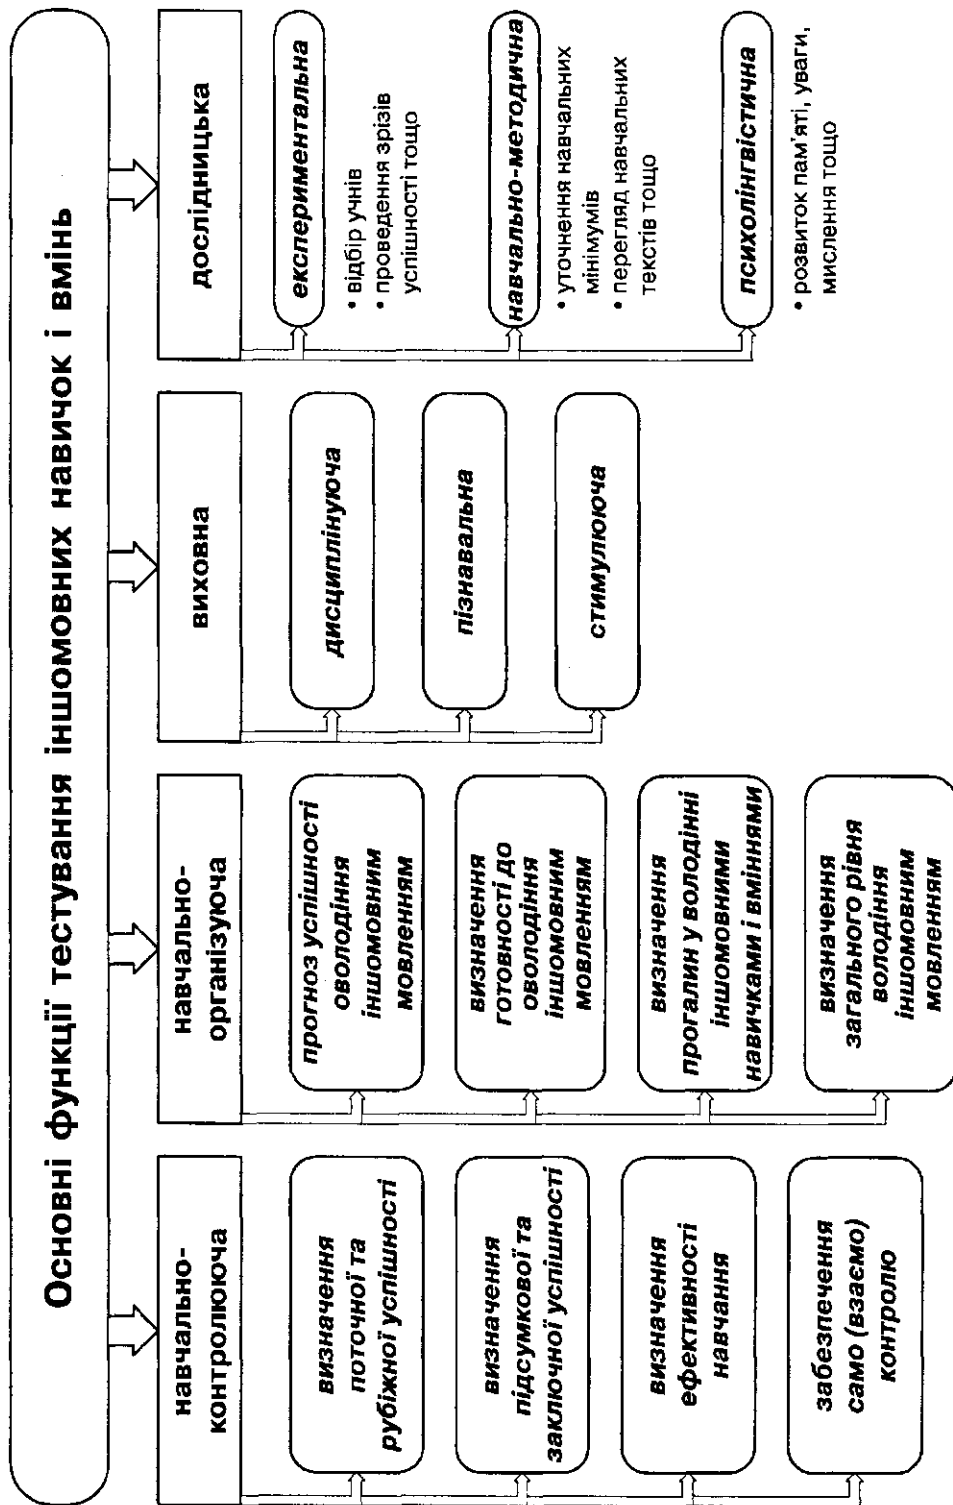 Основні функції тестування іншомовних навичок і вмінь
навчально-
контролююча
визначення
поточної та
рубіжної успішності
визначення
підсумкової та
заключної успішності
визначення
ефективності
навчання
забезпечення
само (взаємо)
контролю
навчально-
організуюча
прогноз успішності
оволодіння
іншомовним
мовленням
визначення
готовності до
оволодіння
іншомовним
мовленням
визначення
прогалин у володінні
іншомовними
навичками і вміннями
визначення
загального рівня
володіння
іншомовним
мовленням
виховна
дисциплінуюча
пізнавальна
стимулююча
дослідницька
експериментальна
• відбір учнів
• проведення зрізів
успішності тощо
навчально-методична
• уточнення навчальних
мінімумів
• перегляд навчальних
текстів тощо
психолінгвістична
• розвиток пам'яті, уваги,
мислення тощо